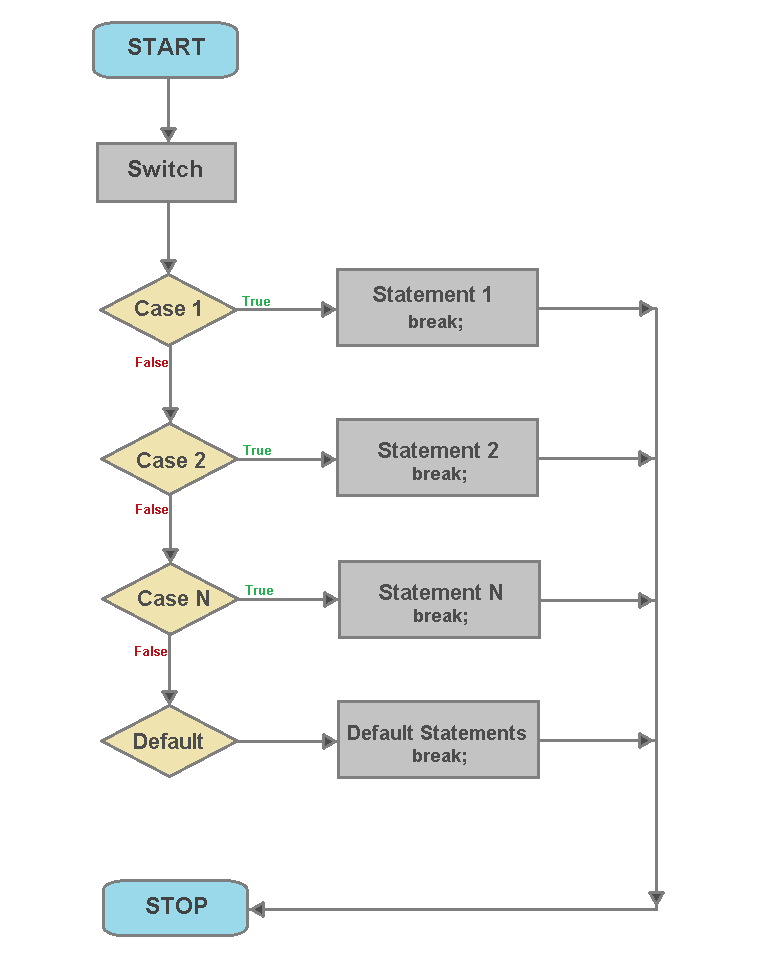 START
Switch
Case 1
True
Statement 1
break;
False
Case 2
True
Statement 2
break;
False
Case N
True
Statement N
break;
False
Default
Default Statements
break;
STOP